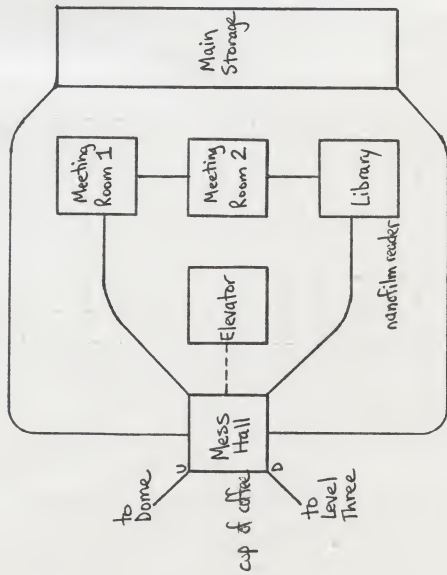 Main
Storage
Meeting
Room 1
Meeting
Room 2
Library
nanofilm reader
Elevator
Mess
Hall
U
D
to
Dome
cup of coffee
to
Level
Three